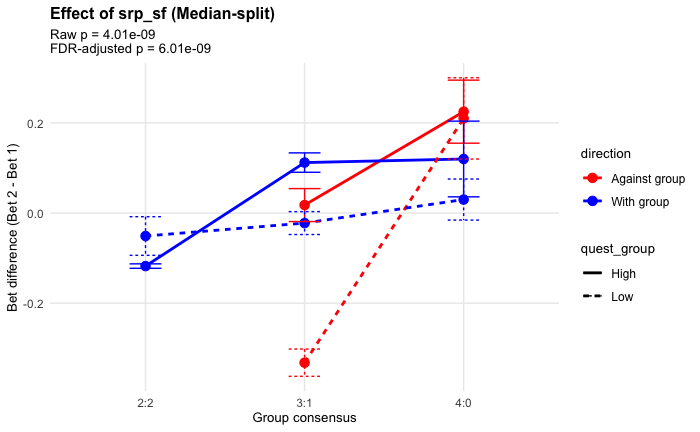 Effect of srp_sf (Median-split)
Raw p = 4.01e-09
FDR-adjusted p = 6.01e-09
Bet difference (Bet 2 - Bet 1)
0.2
0.0
-0.2
2:2
3:1
4:0
Group consensus
direction
Against group
With group
quest_group
High
Low